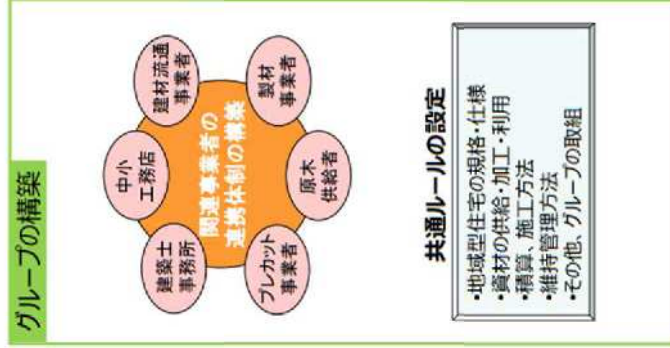 グループの構築
中小
工務店
建築士
事務所
建材流通
事業者
関連事業者の
連携体制の構築
プレカット
事業者
製材
事業者
原木
供給者
共通ルールの設定
・地域型住宅の規格・仕様
・資材の供給・加工・利用
・積算、施工方法
・維持管理方法
・その他、グループの取組